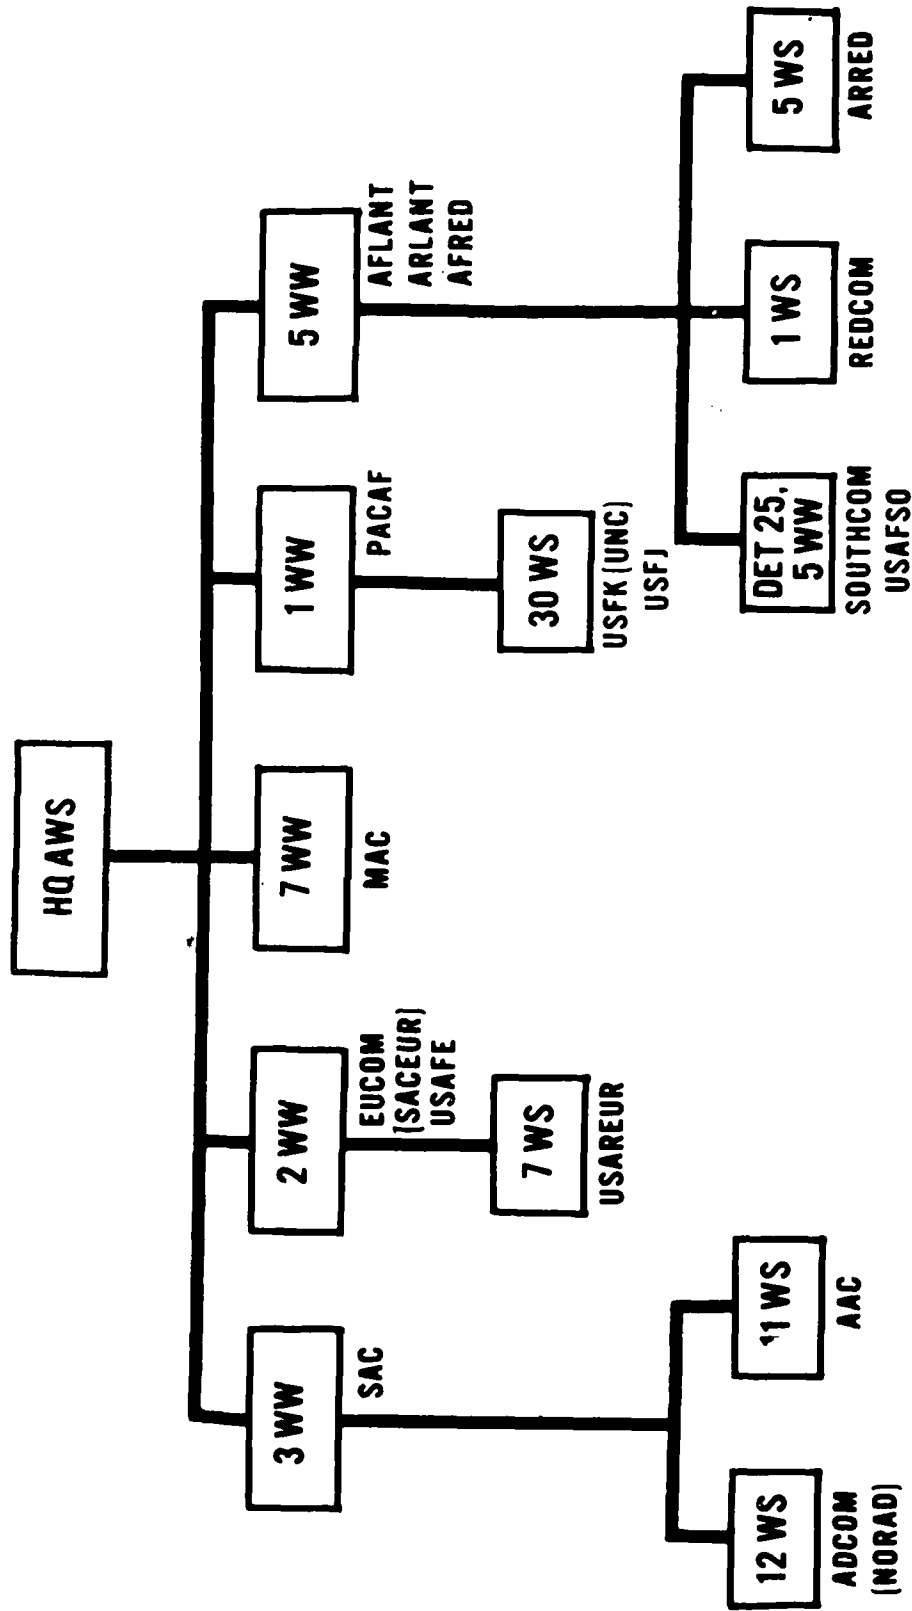 HQ AWS
3 WW
SAC
2 WW
EUCOM
(SACEUR)
USAFE
7 WW
MAC
1 WW
PACAF
5 WW
AFLANT
ARLANT
AFRED
7 WS
USAREUR
30 WS
USFK (UNC)
USFJ
12 WS
ADCOM
(NORAD)
11 WS
AAC
DET 25,
5 WW
SOUTHCOM
USAFSO
1 WS
REDCOM
5 WS
ARRED